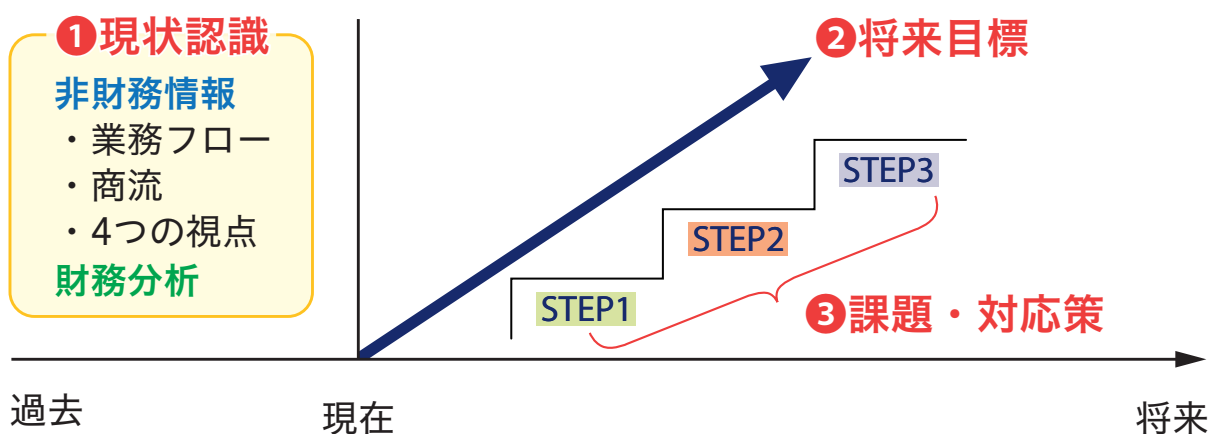 ❶現状認識
非財務情報
・業務フロー
・商流
・4つの視点
財務分析
❷将来目標
STEP3
STEP2
STEP1
❸課題・対応策
過去
現在
将来